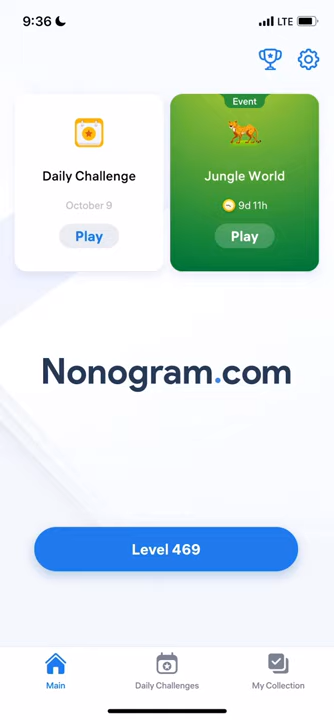 9:36
LTE
Event
Daily Challenge
Jungle World
October 9
9d 11h
Play
Play
Nonogram.com
Level 469
Main
Daily Challenges
My Collection